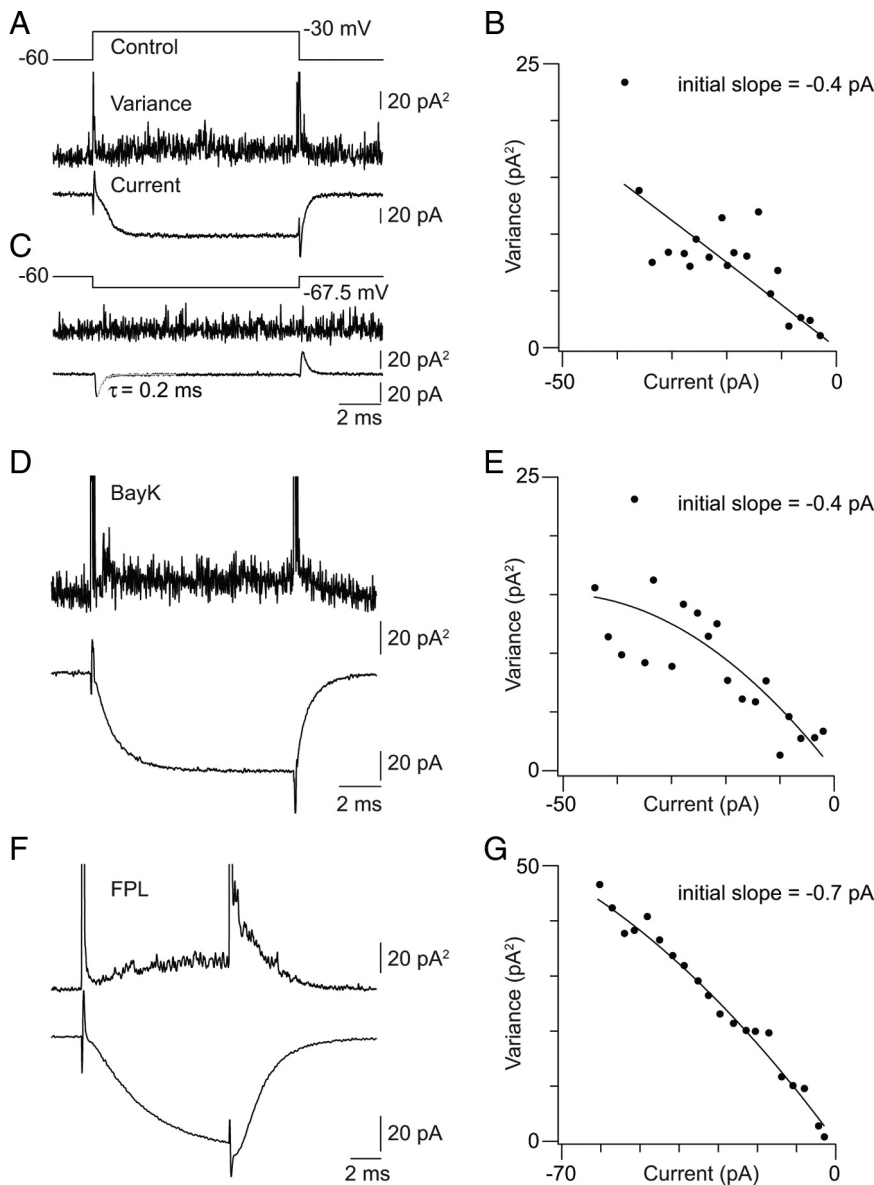 A
-60
-30 mV
Control
Variance
20 pA²
Current
20 pA
B
25
initial slope = -0.4 pA
Variance (pA²)
0
-50
Current (pA)
0
C
-60
-67.5 mV
20 pA²
τ = 0.2 ms
20 pA
2 ms
D
BayK
20 pA²
20 pA
2 ms
E
25
initial slope = -0.4 pA
Variance (pA²)
0
-50
Current (pA)
0
F
FPL
20 pA²
20 pA
2 ms
G
50
initial slope = -0.7 pA
Variance (pA²)
0
-70
Current (pA)
0